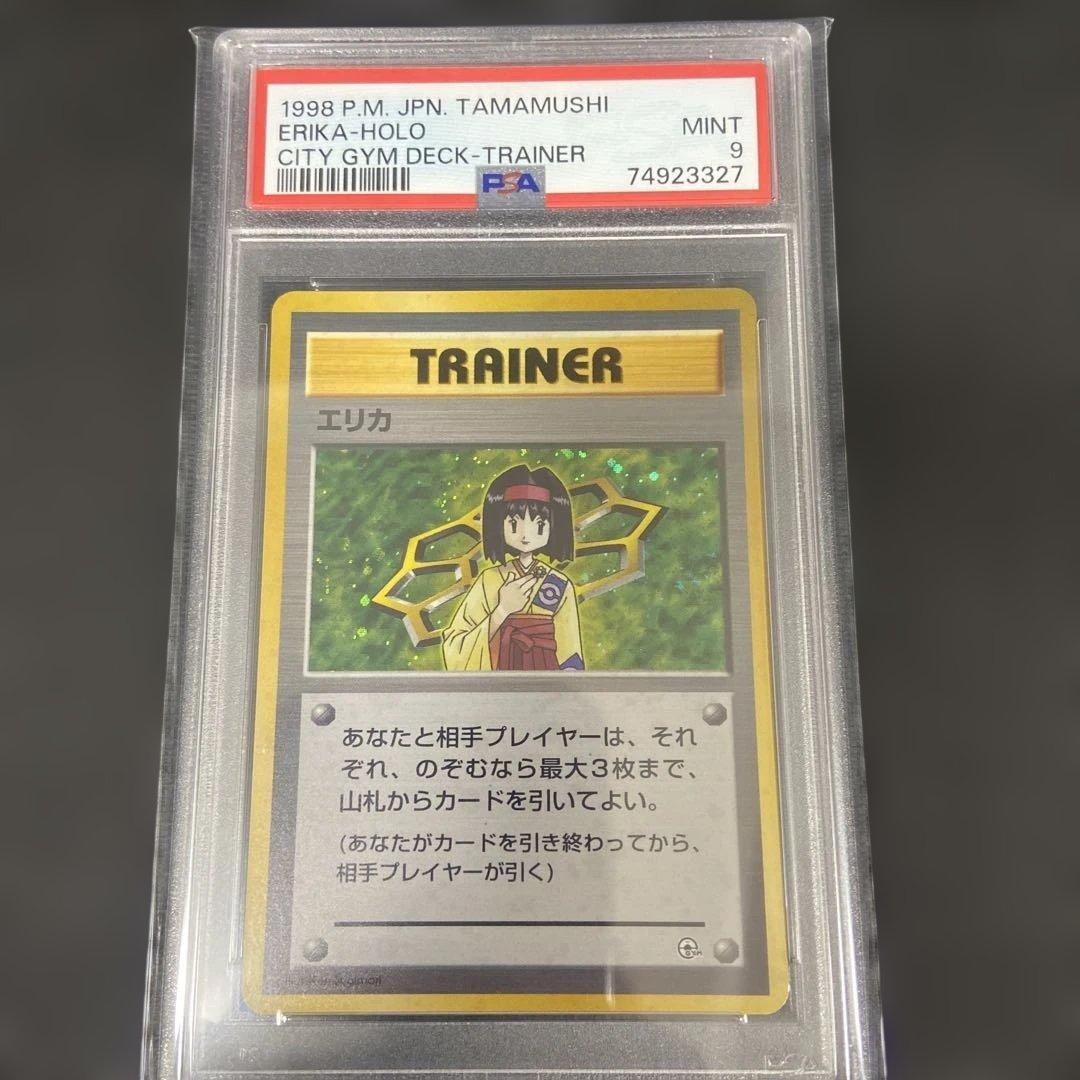 1998 P.M. JPN. TAMAMUSHI
ERIKA-HOLO MINT
CITY GYM DECK-TRAINER 9
PSA 74923327
TRAINER
エリカ
あなたと相手プレイヤーは、それ
ぞれ、のぞむなら最大3枚まで、
山札からカードを引いてよい。
(あなたがカードを引き終わってから、
相手プレイヤーが引く)
GYM